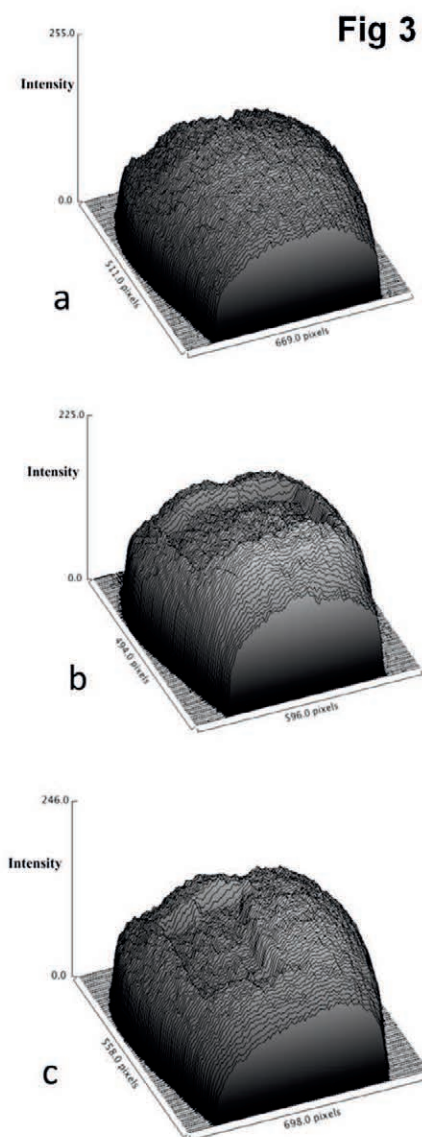 Fig 3
255.0
Intensity
0.0
511.0 pixels
669.0 pixels
a
225.0
Intensity
0.0
494.0 pixels
596.0 pixels
b
246.0
Intensity
0.0
558.0 pixels
698.0 pixels
c